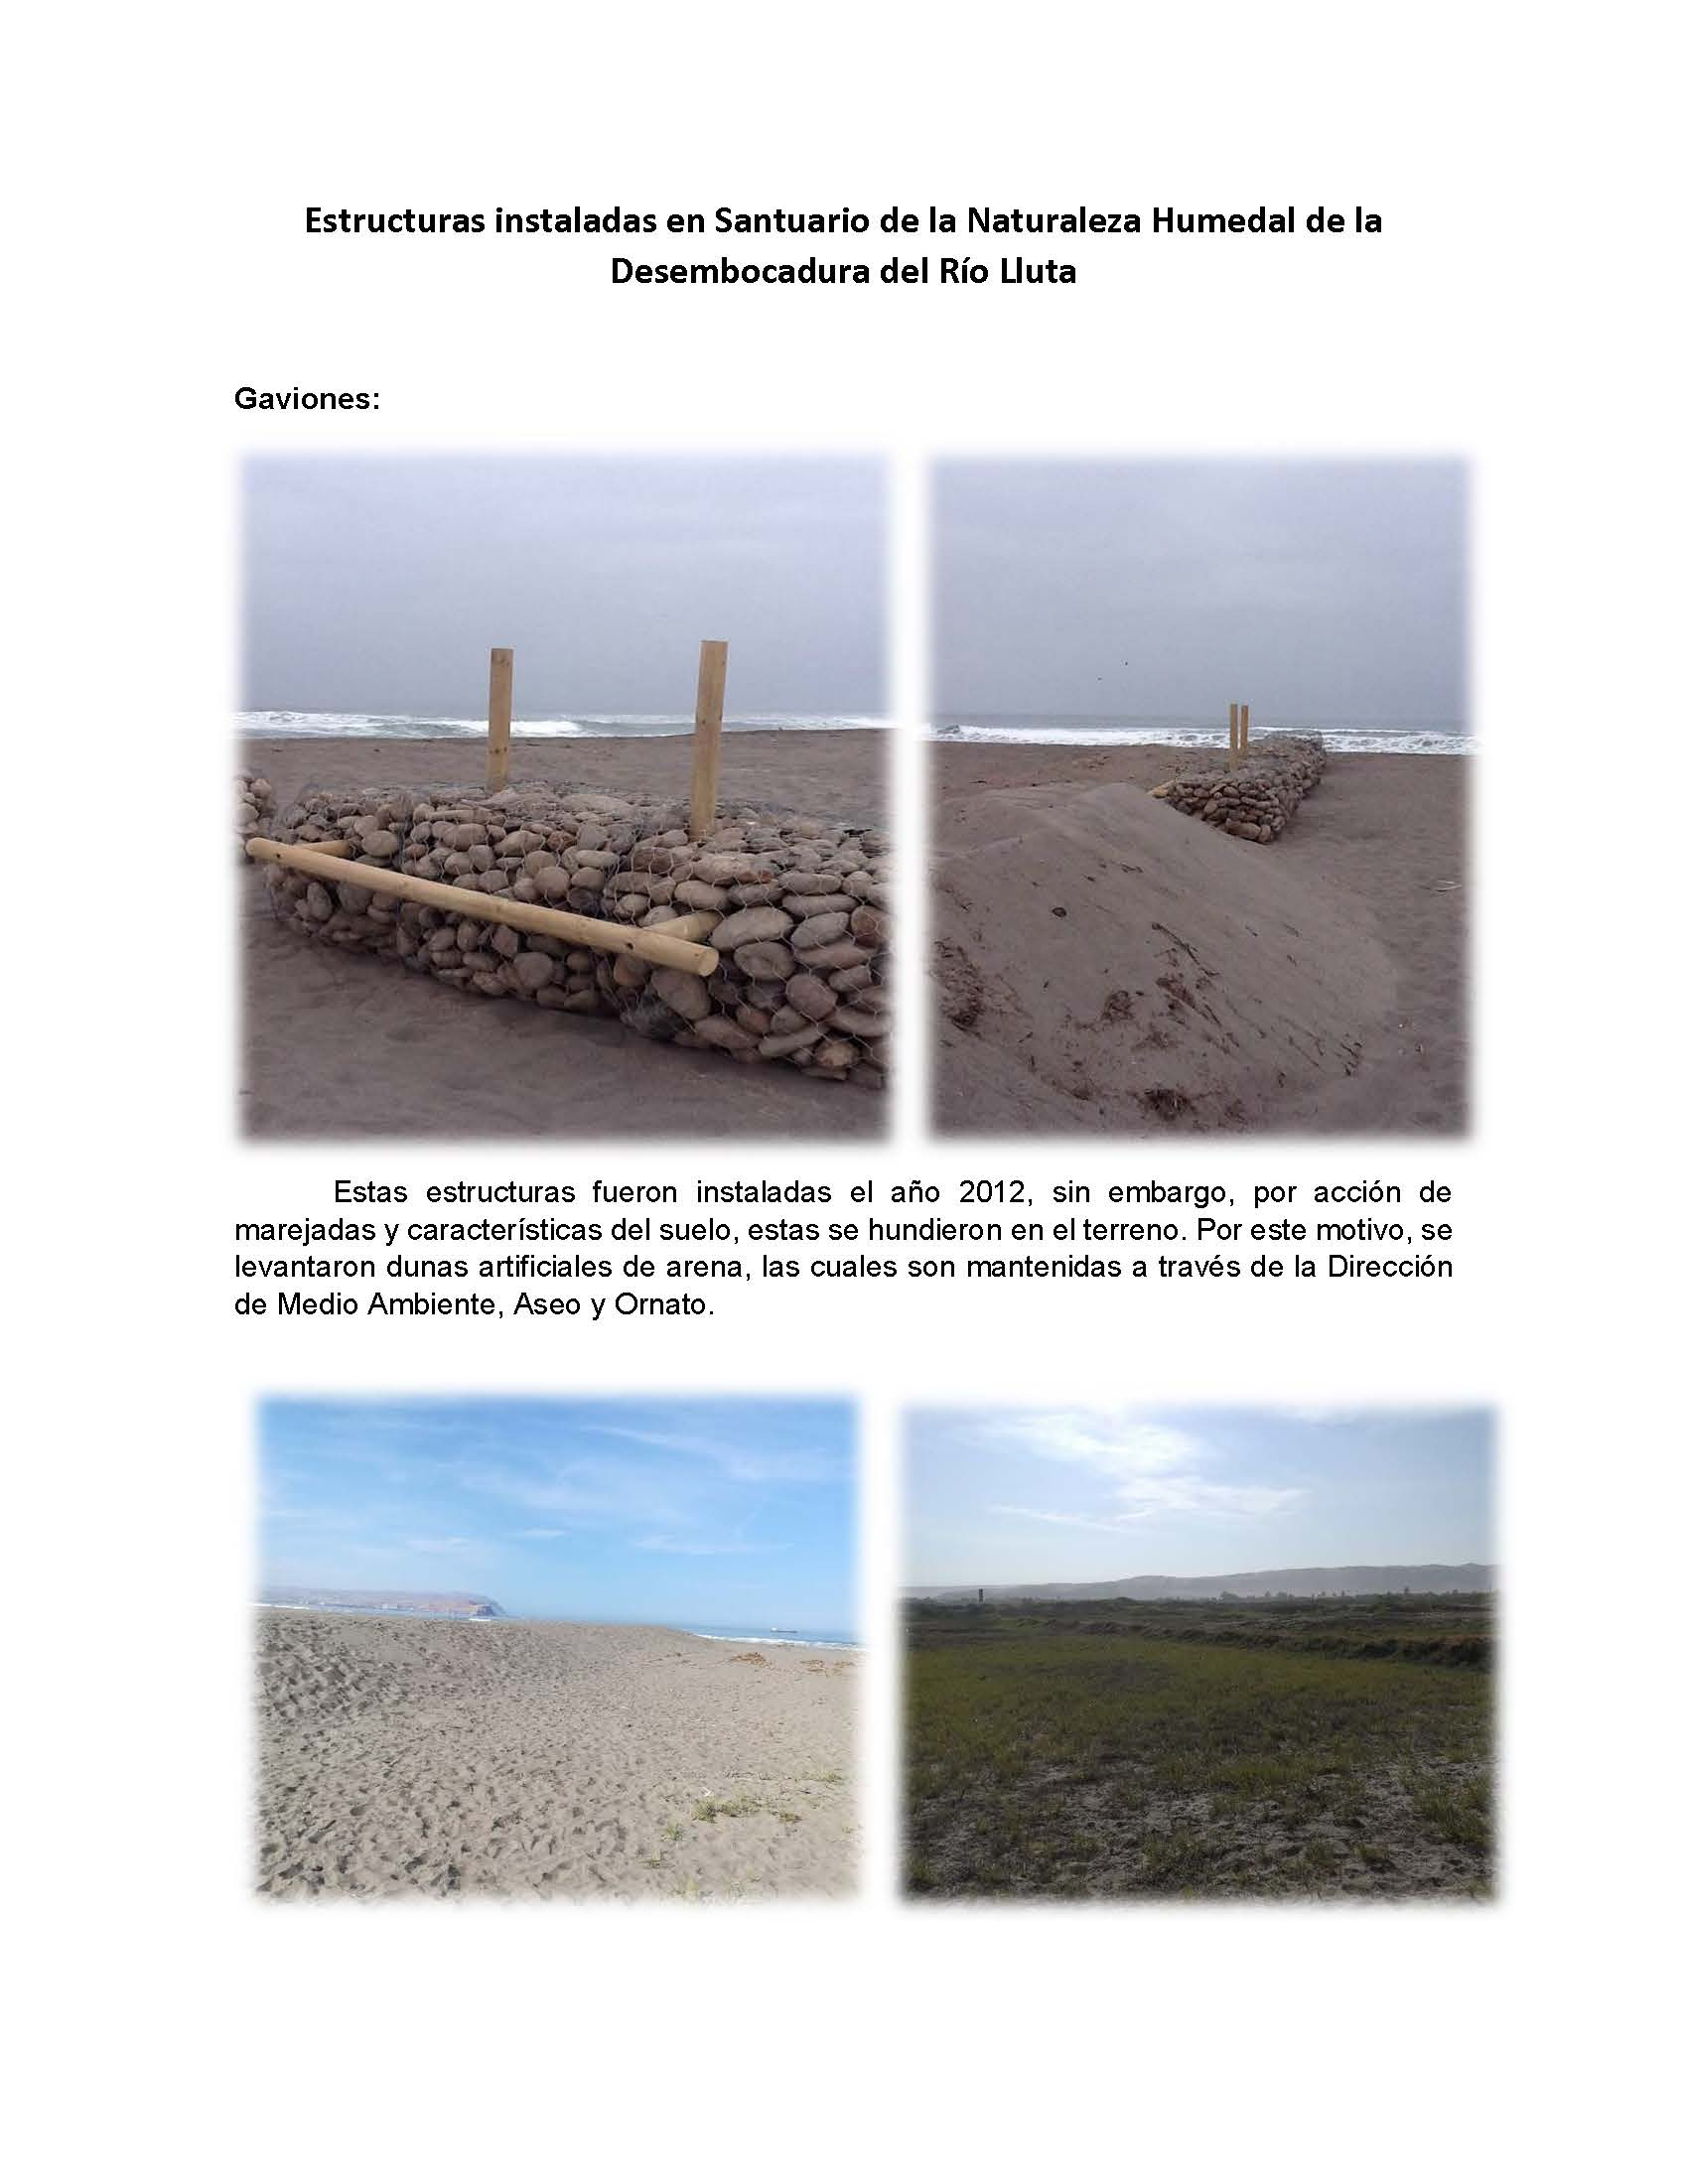 Estructuras instaladas en Santuario de la Naturaleza Humedal de la
Desembocadura del Río Lluta
Gaviones:
Estas estructuras fueron instaladas el año 2012, sin embargo, por acción de
marejadas y características del suelo, estas se hundieron en el terreno. Por este motivo, se
levantaron dunas artificiales de arena, las cuales son mantenidas a través de la Dirección
de Medio Ambiente, Aseo y Ornato.